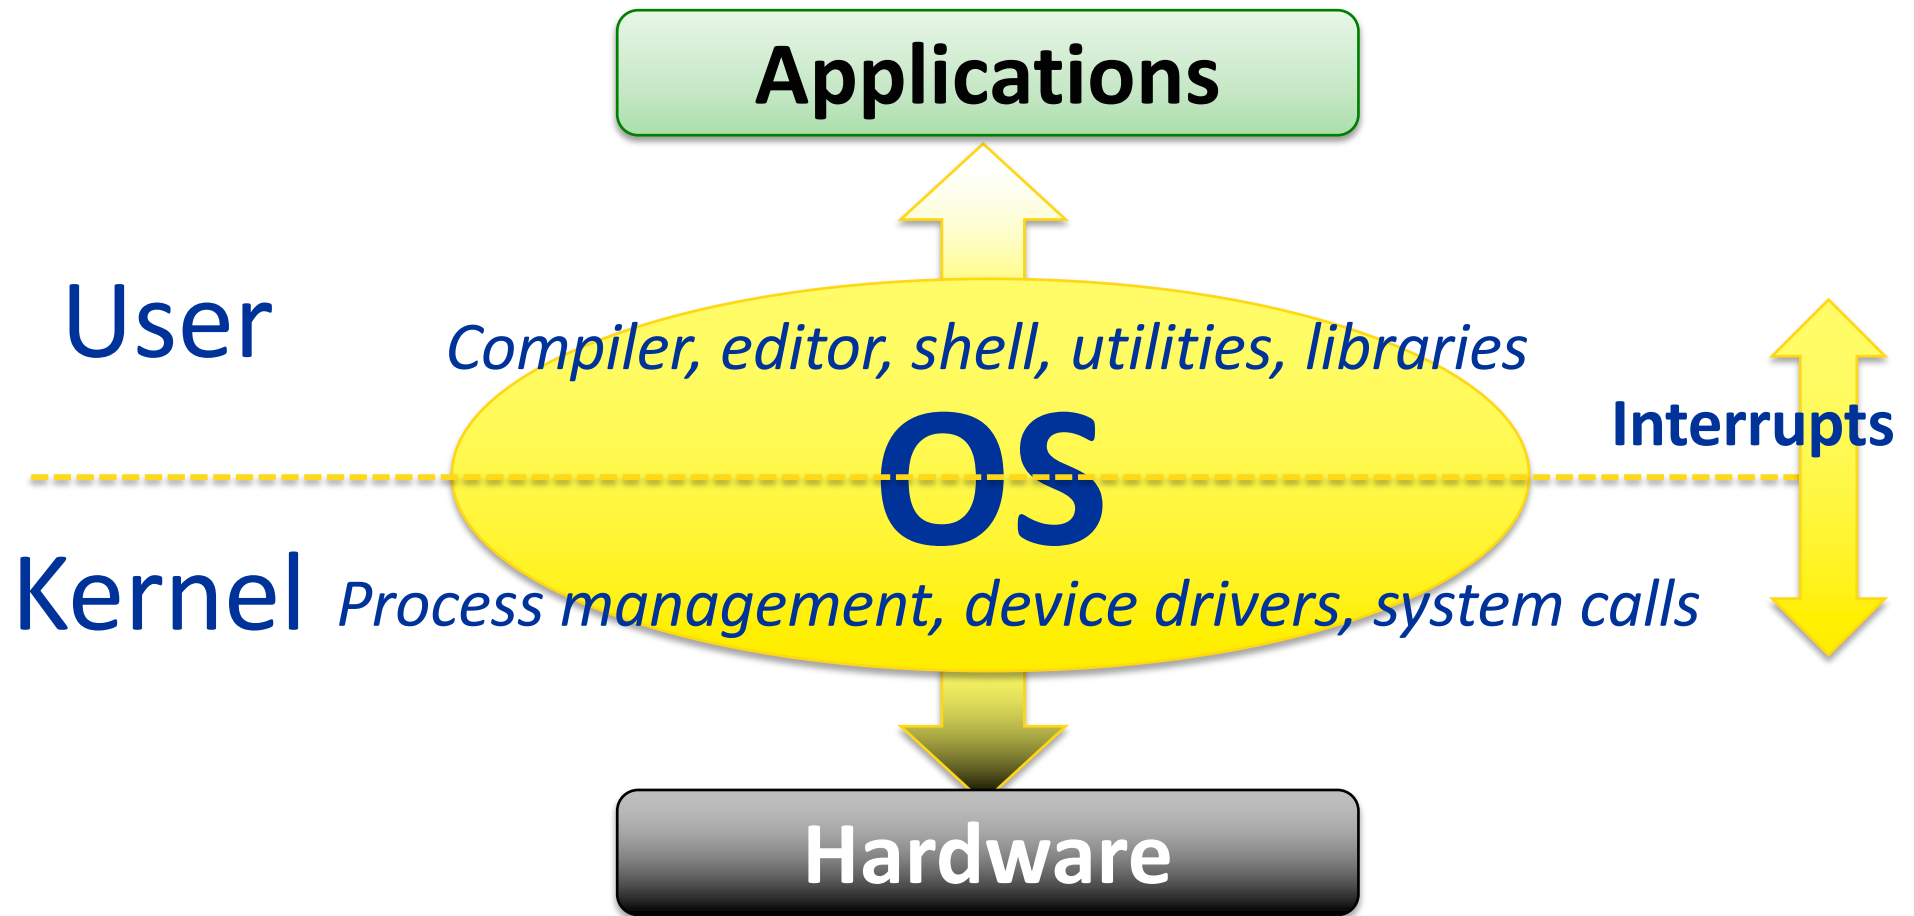 Applications
User
Compiler, editor, shell, utilities, libraries
OS
Interrupts
Kernel
Process management, device drivers, system calls
Hardware